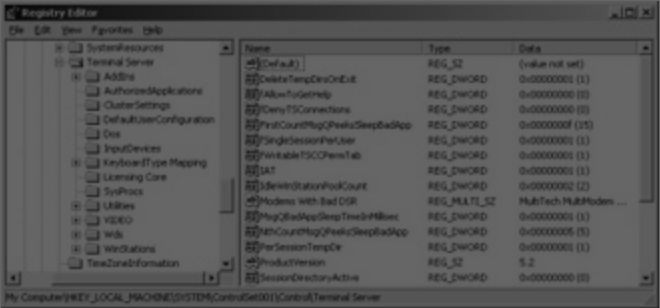 Registry Editor
File Edit View Favorites Help
SystemResources
Terminal Server
AddIns
AuthorizedApplications
ClusterSettings
DefaultUserConfiguration
Dos
InputDevices
KeyboardType Mapping
Licensing Core
SysProcs
Utilities
VIDEO
Wds
WinStations
TimeZoneInformation
Name Type Data
(Default) REG_SZ (value not set)
DeleteTempDirsOnExit REG_DWORD 0x00000001 (1)
fAllowToGetHelp REG_DWORD 0x00000000 (0)
fDenyTSConnections REG_DWORD 0x00000000 (0)
FirstCountMsgQPeeksSleepBadApp REG_DWORD 0x0000000f (15)
fSingleSessionPerUser REG_DWORD 0x00000001 (1)
fWritableTSCCPermTab REG_DWORD 0x00000001 (1)
IAT REG_DWORD 0x00000001 (1)
IdleWinStationPoolCount REG_DWORD 0x00000002 (2)
Modems With Bad DSR REG_MULTI_SZ MultiTech MultiModem ...
MsgQBadAppSleepTimeInMillisec REG_DWORD 0x00000001 (1)
NthCountMsgQPeeksSleepBadApp REG_DWORD 0x00000005 (5)
PerSessionTempDir REG_DWORD 0x00000001 (1)
ProductVersion REG_SZ 5.2
SessionDirectoryActive REG_DWORD 0x00000000 (0)
My Computer\HKEY_LOCAL_MACHINE\SYSTEM\ControlSet001\Control\Terminal Server